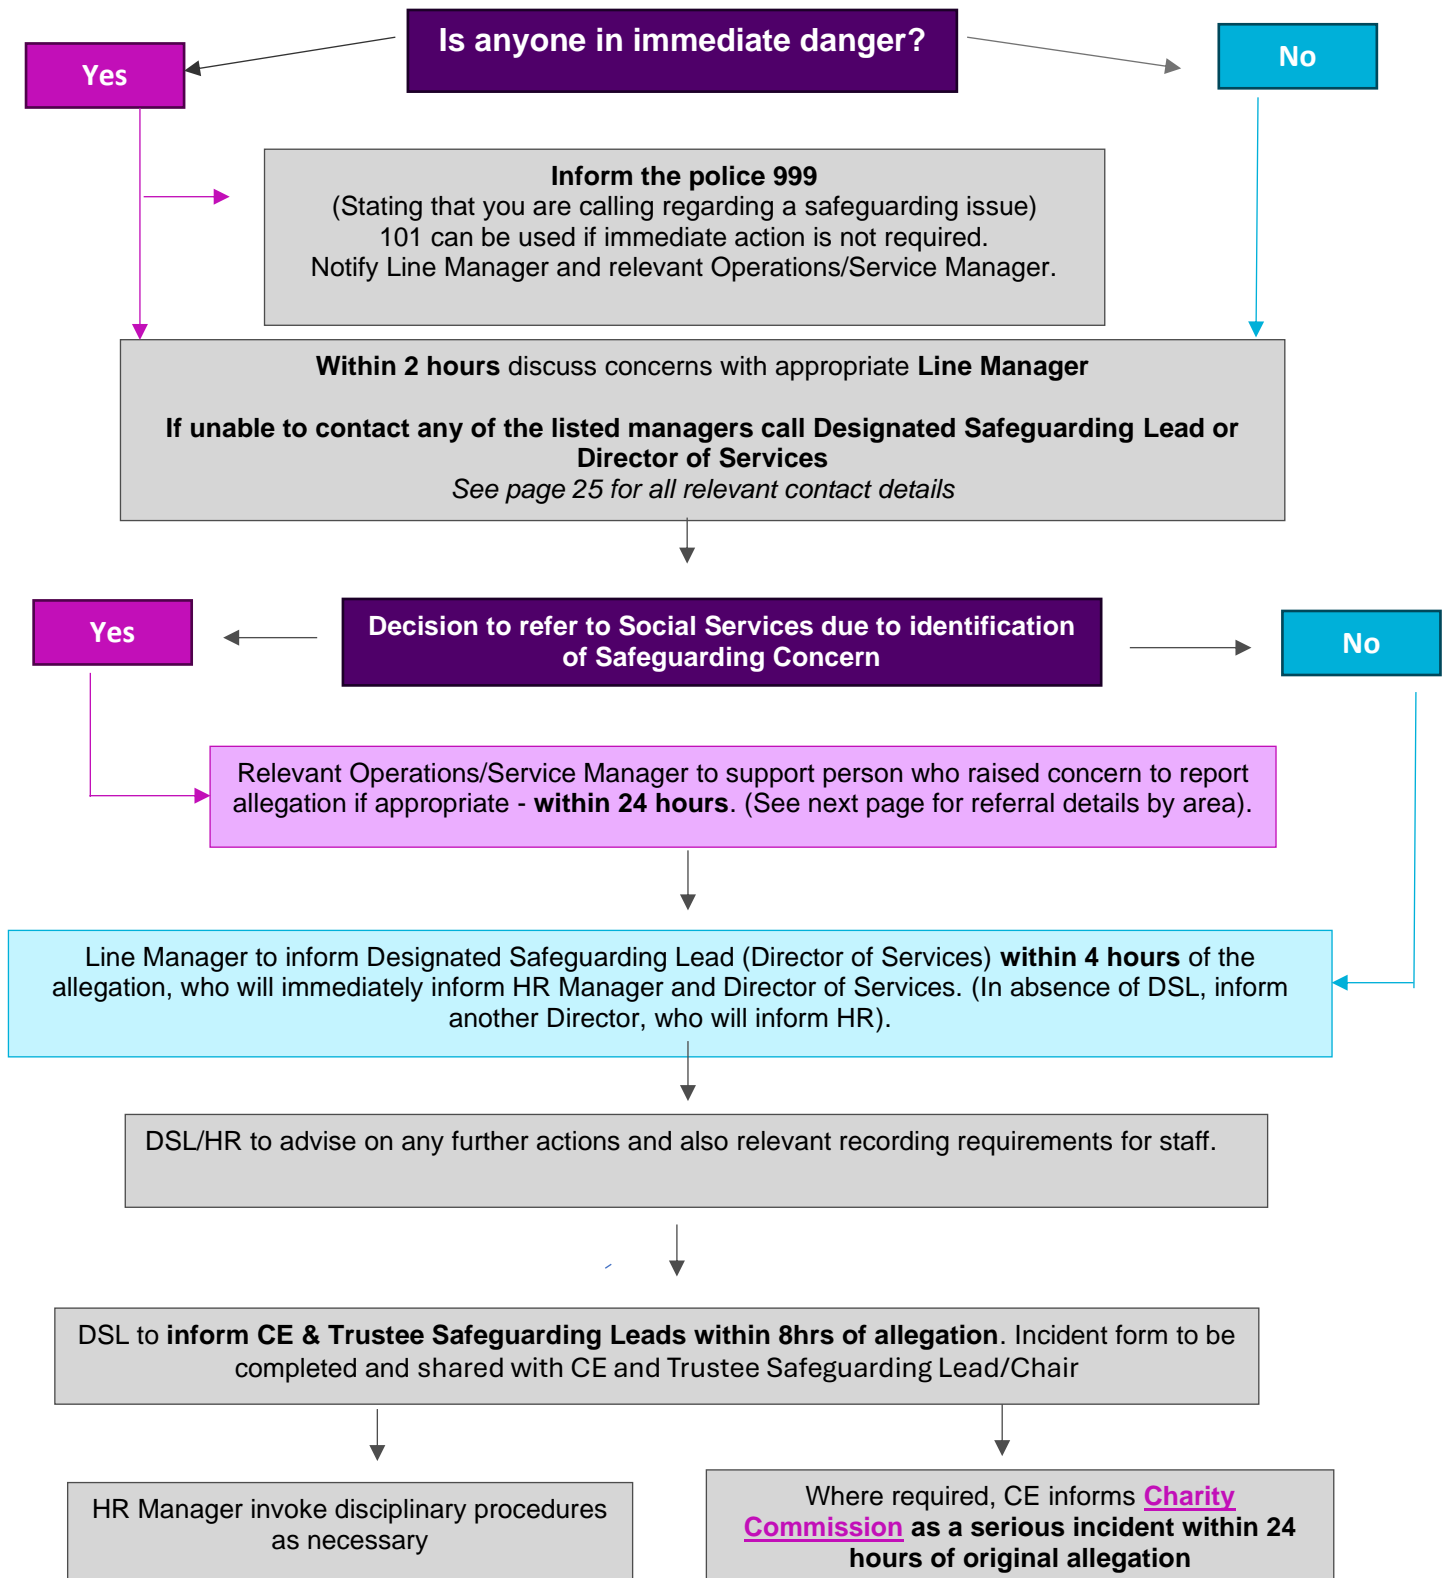 Is anyone in immediate danger?
Yes
No
Inform the police 999
(Stating that you are calling regarding a safeguarding issue)
101 can be used if immediate action is not required.
Notify Line Manager and relevant Operations/Service Manager.
Within 2 hours discuss concerns with appropriate Line Manager
If unable to contact any of the listed managers call Designated Safeguarding Lead or
Director of Services
See page 25 for all relevant contact details
Yes
Decision to refer to Social Services due to identification
of Safeguarding Concern
No
Relevant Operations/Service Manager to support person who raised concern to report
allegation if appropriate - within 24 hours. (See next page for referral details by area).
Line Manager to inform Designated Safeguarding Lead (Director of Services) within 4 hours of the
allegation, who will immediately inform HR Manager and Director of Services. (In absence of DSL, inform
another Director, who will inform HR).
DSL/HR to advise on any further actions and also relevant recording requirements for staff.
DSL to inform CE & Trustee Safeguarding Leads within 8hrs of allegation. Incident form to be
completed and shared with CE and Trustee Safeguarding Lead/Chair
HR Manager invoke disciplinary procedures
as necessary
Where required, CE informs Charity
Commission as a serious incident within 24
hours of original allegation